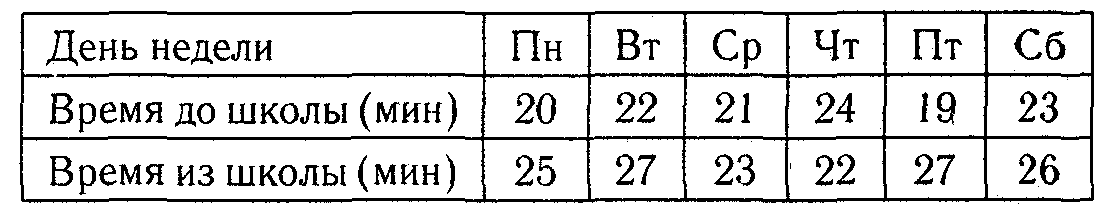 День недели Пн Вт Ср Чт Пт Сб
Время до школы (мин) 20 22 21 24 19 23
Время из школы (мин) 25 27 23 22 27 26